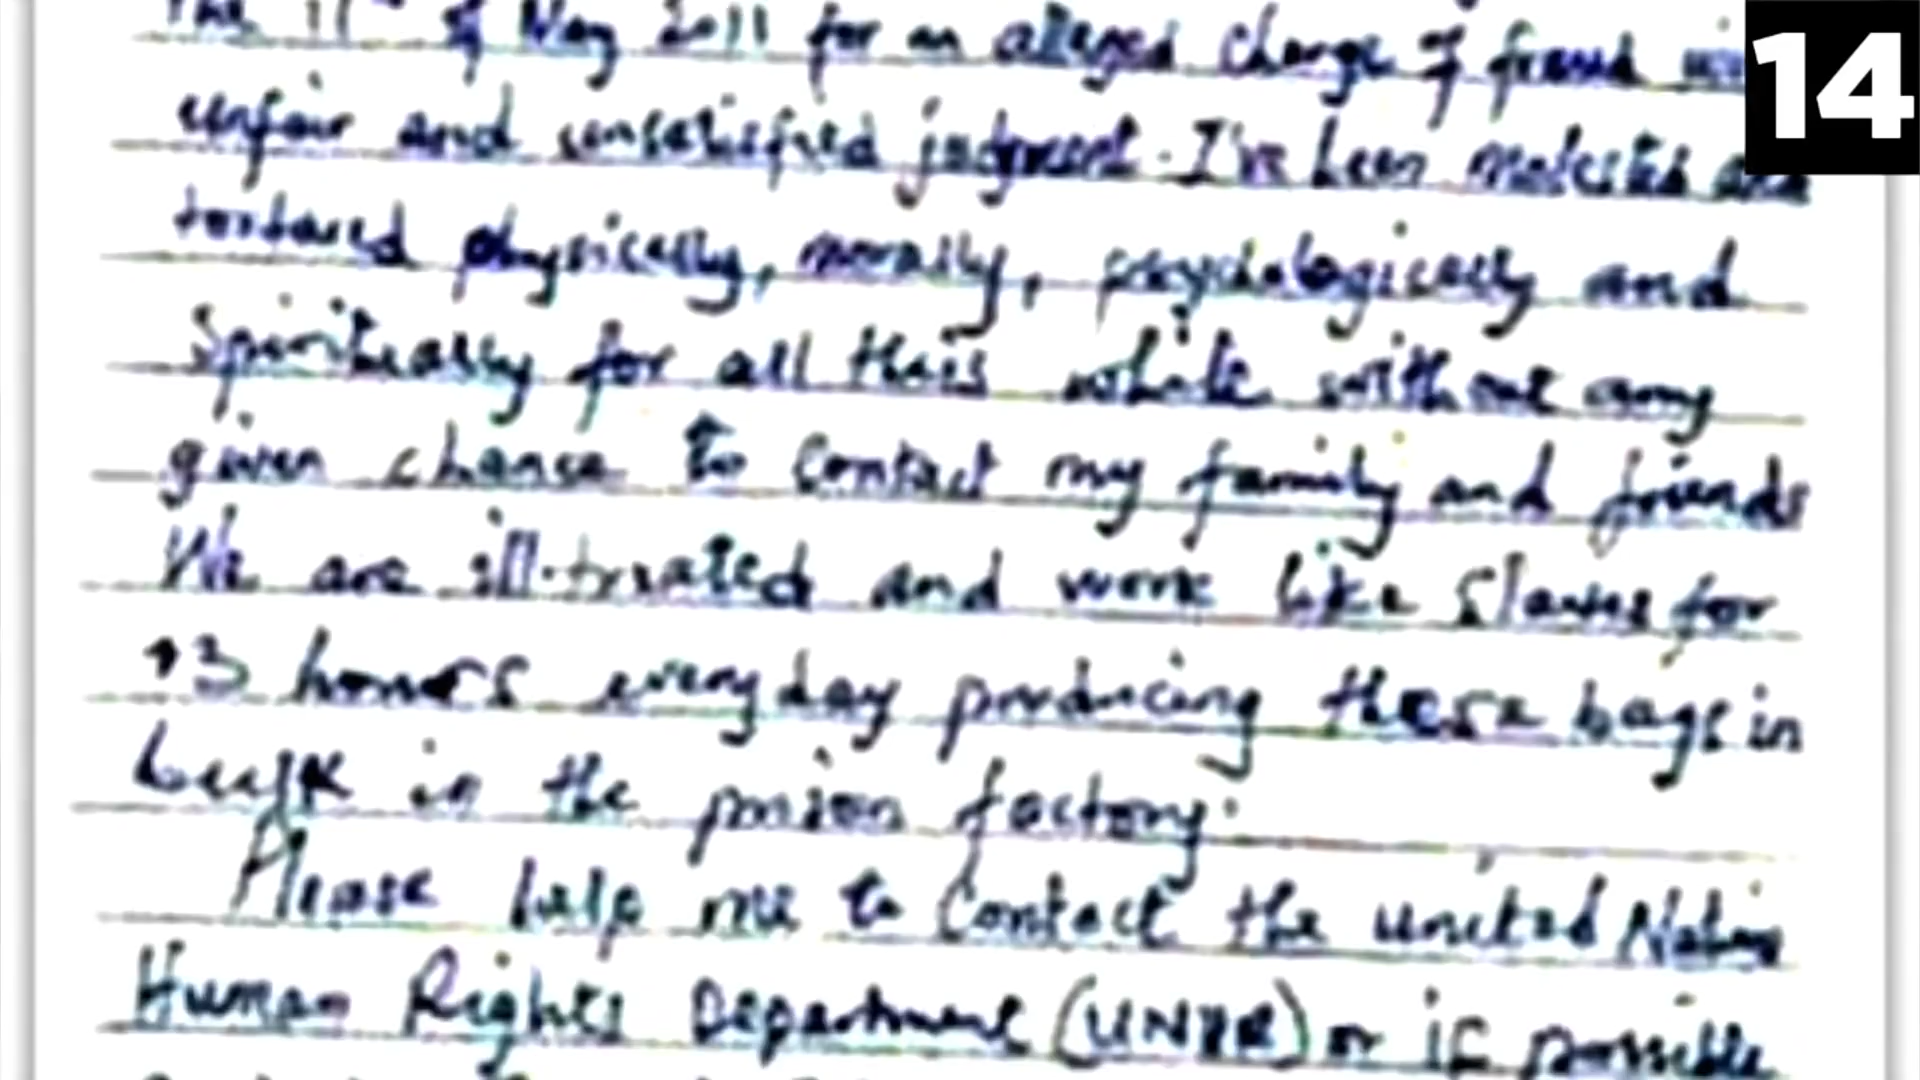 The 11th of May 2011 for an alleged charge of fraud
14
unfair and unsatisfied judgment. I've been molested and
tortured physically, morally, psychologically and
Spiritually for all this while without any
given chance to contact my family and friends
We are ill-treated and work like Slaves for
13 hours everyday producing these bags in
bulk in the prison factory.
Please help me to contact the united Nations
Human Rights Department (UNHR) or if possible